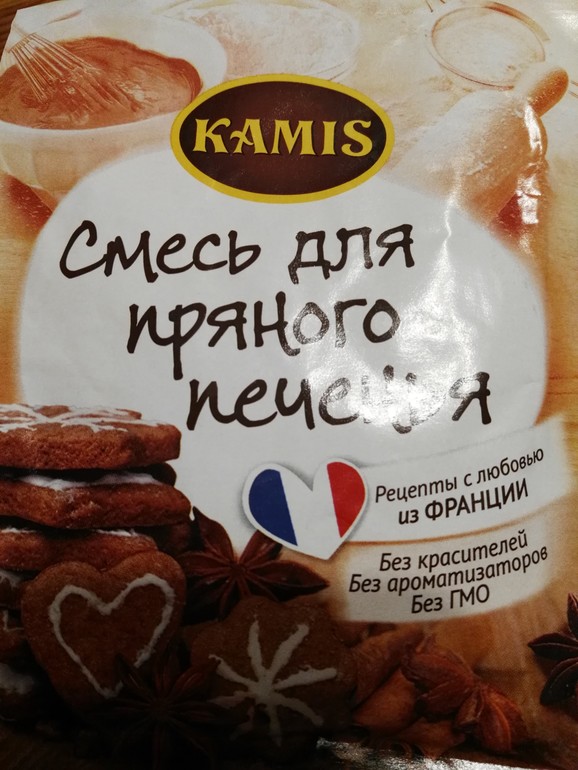 KAMIS
Смесь для
пряного
печенья
Рецепты с любовью
из ФРАНЦИИ
Без красителей
Без ароматизаторов
Без ГМО